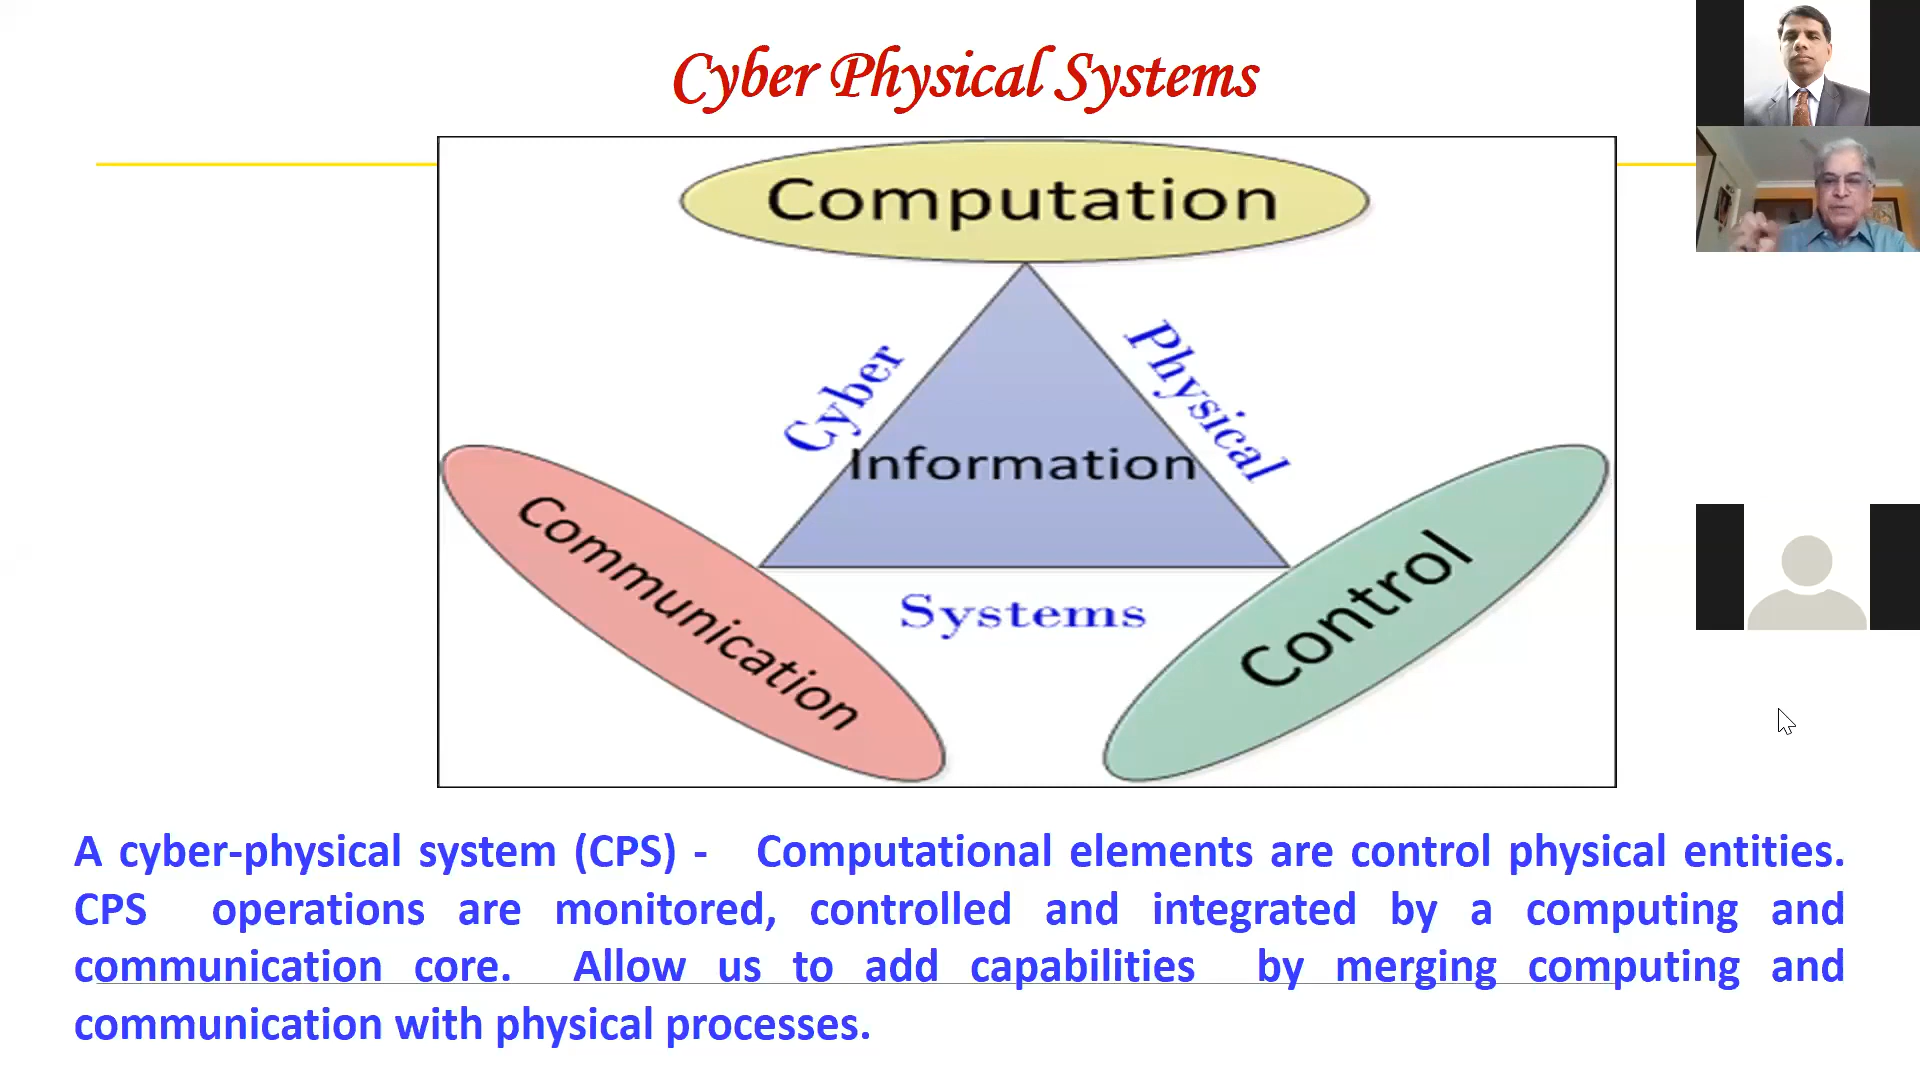 Cyber Physical Systems
Computation
Cyber
Physical
Information
Communication
Systems
Control
A cyber-physical system (CPS) - Computational elements are control physical entities.
CPS operations are monitored, controlled and integrated by a computing and
communication core. Allow us to add capabilities by merging computing and
communication with physical processes.